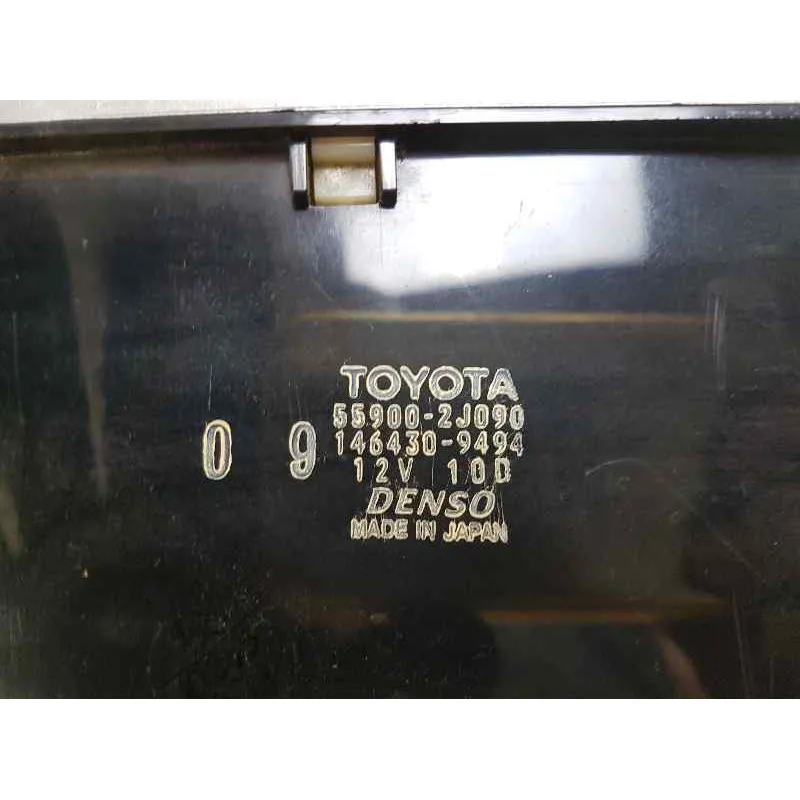 TOYOTA
55900-2J090
146430-9494
0 9
12V 10D
DENSO
MADE IN JAPAN